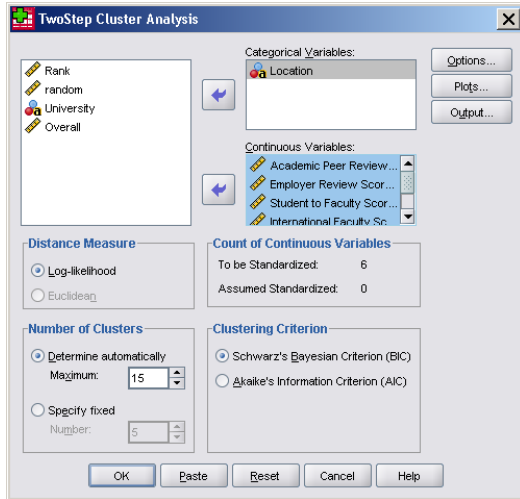 TwoStep Cluster Analysis
Rank
random
University
Overall
Categorical Variables:
Location
Continuous Variables:
Academic Peer Review...
Employer Review Scor...
Student to Faculty Scor...
International Faculty Sc...
Options...
Plots...
Output...
Distance Measure
Log-likelihood
Euclidean
Count of Continuous Variables
To be Standardized: 6
Assumed Standardized: 0
Number of Clusters
Determine automatically
Maximum: 15
Specify fixed
Number: 5
Clustering Criterion
Schwarz's Bayesian Criterion (BIC)
Akaike's Information Criterion (AIC)
OK Paste Reset Cancel Help